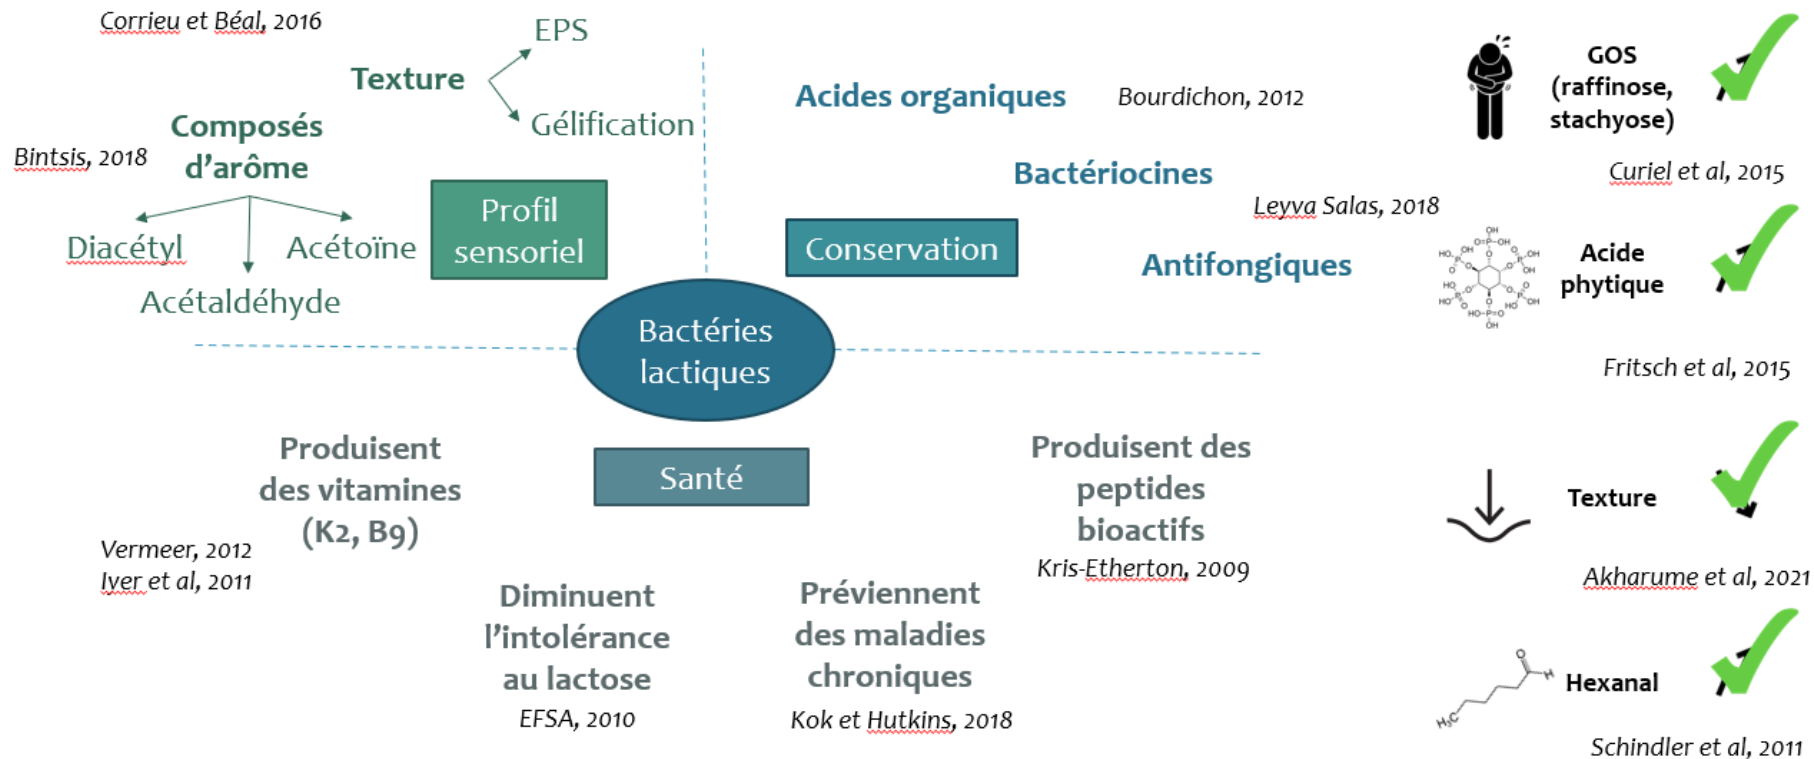 Corrieu et Béal, 2016
EPS
Texture
Gélification
Composés
d’arôme
Bintsis, 2018
Diacétyl
Acétoïne
Acétaldéhyde
Profil
sensoriel
Acides organiques
Bourdichon, 2012
Bactériocines
Leyva Salas, 2018
Conservation
Antifongiques
Bactéries
lactiques
Produisent
des vitamines
(K2, B9)
Vermeer, 2012
Iyer et al, 2011
Santé
Diminuent
l’intolérance
au lactose
EFSA, 2010
Préviennent
des maladies
chroniques
Kok et Hutkins, 2018
Produisent des
peptides
bioactifs
Kris-Etherton, 2009
GOS
(raffinose,
stachyose)
Curiel et al, 2015
Acide
phytique
Fritsch et al, 2015
Texture
Akharume et al, 2021
O
H
H₃C
Hexanal
Schindler et al, 2011